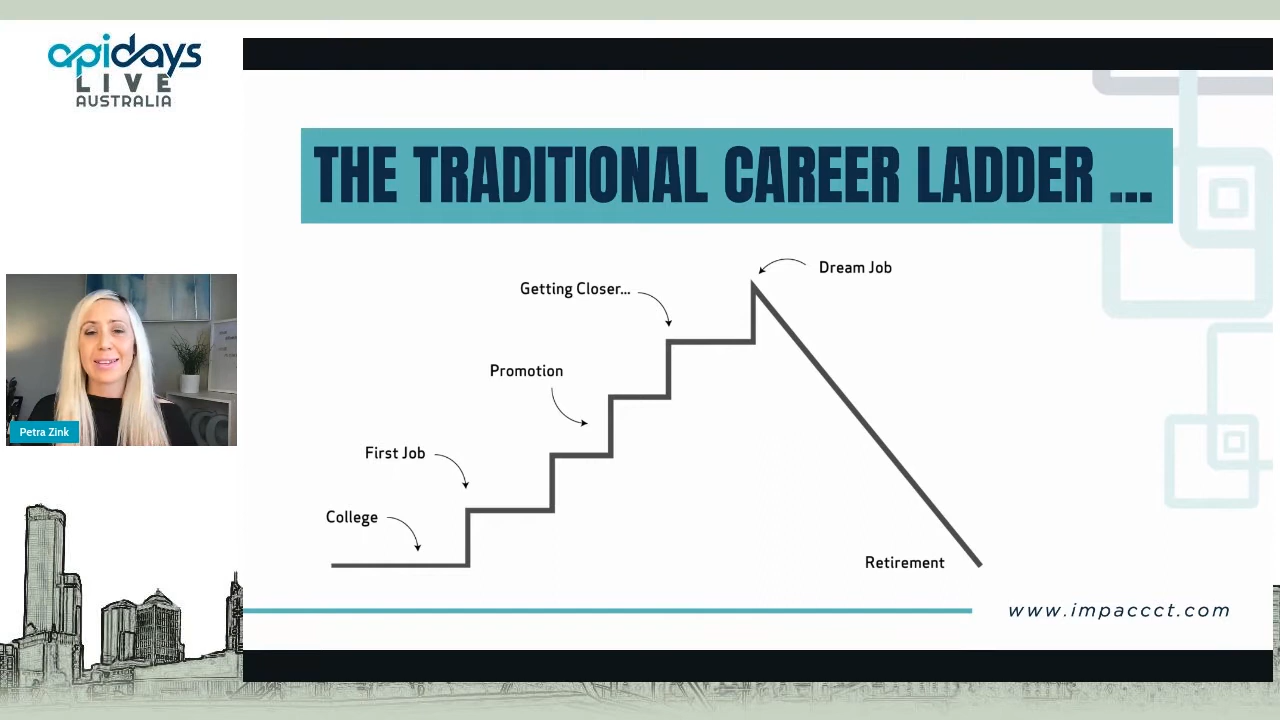 apidays
LIVE
AUSTRALIA
THE TRADITIONAL CAREER LADDER ...
Dream Job
Getting Closer...
Promotion
First Job
College
Retirement
Petra Zink
www.impaccct.com